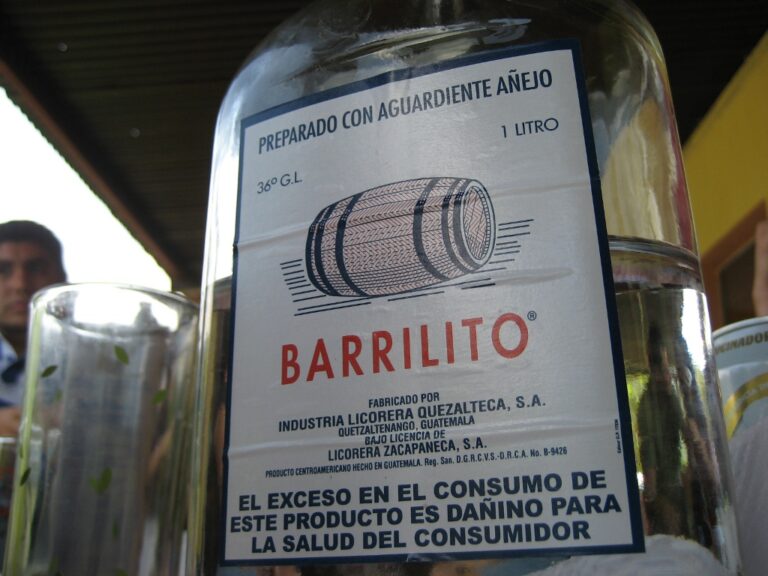 PREPARADO CON AGUARDIENTE AÑEJO
36º G.L.
1 LITRO
BARRILITO®
FABRICADO POR
INDUSTRIA LICORERA QUEZALTECA, S.A.
QUETZALTENANGO, GUATEMALA
BAJO LICENCIA DE
LICORERA ZACAPANECA, S.A.
PRODUCTO CENTROAMERICANO HECHO EN GUATEMALA. Reg. San. D.G.R.C.V.S.-D.R.C.A. No. B-9426
EL EXCESO EN EL CONSUMO DE
ESTE PRODUCTO ES DAÑINO PARA
LA SALUD DEL CONSUMIDOR